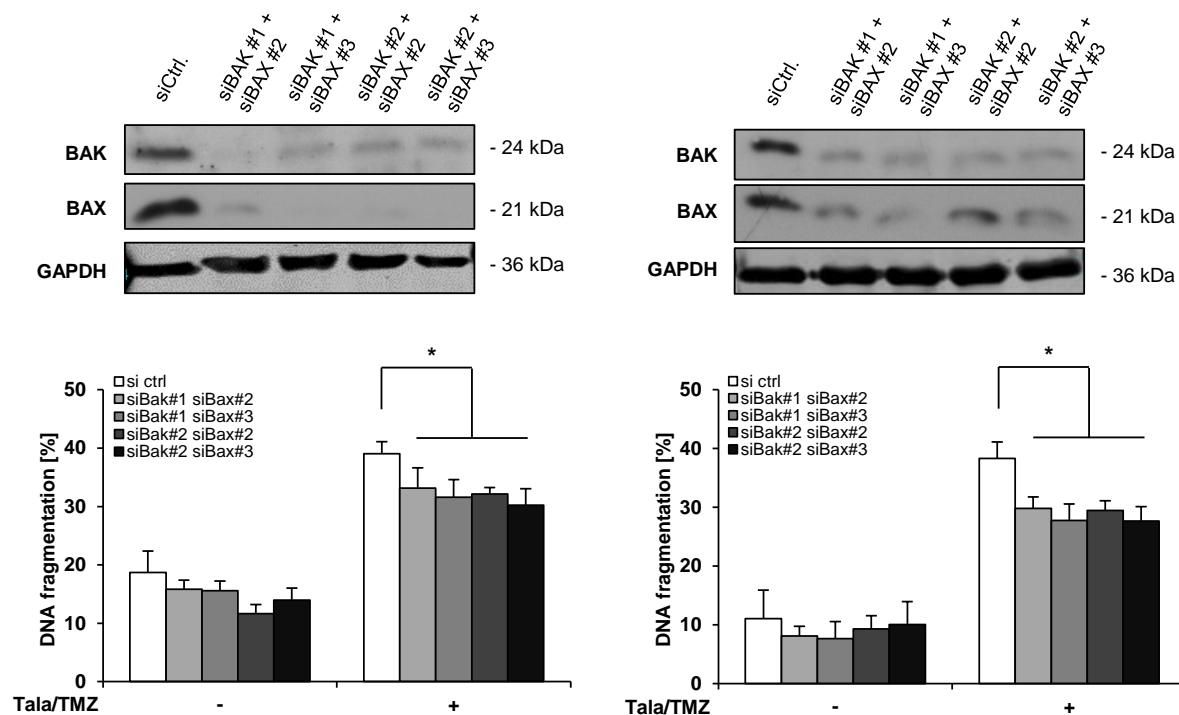 siCtrl.
siBAK #1 +
siBAX #2
siBAK #1 +
siBAX #3
siBAK #2 +
siBAX #2
siBAK #2 +
siBAX #3
BAK
- 24 kDa
BAX
- 21 kDa
GAPDH
- 36 kDa
siCtrl.
siBAK #1 +
siBAX #2
siBAK #1 +
siBAX #3
siBAK #2 +
siBAX #2
siBAK #2 +
siBAX #3
BAK
- 24 kDa
BAX
- 21 kDa
GAPDH
- 36 kDa
DNA fragmentation [%]
50
40
30
20
10
0
si ctrl
siBak#1 siBax#2
siBak#1 siBax#3
siBak#2 siBax#2
siBak#2 siBax#3
*
Tala/TMZ - +
DNA fragmentation [%]
50
40
30
20
10
0
si ctrl
siBak#1 siBax#2
siBak#1 siBax#3
siBak#2 siBax#2
siBak#2 siBax#3
*
Tala/TMZ - +